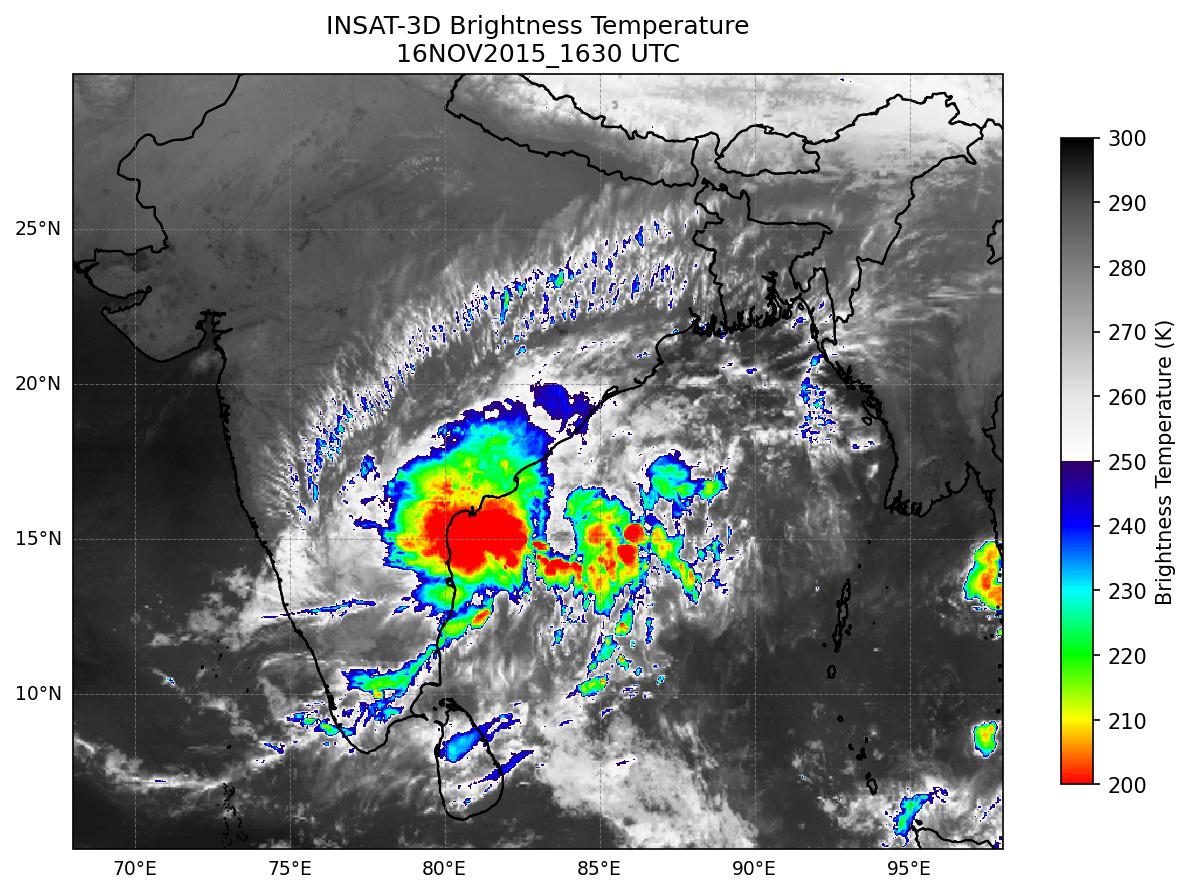 INSAT-3D Brightness Temperature
16NOV2015_1630 UTC
25°N
20°N
15°N
10°N
70°E
75°E
80°E
85°E
90°E
95°E
300
290
280
270
260
250
240
230
220
210
200
Brightness Temperature (K)